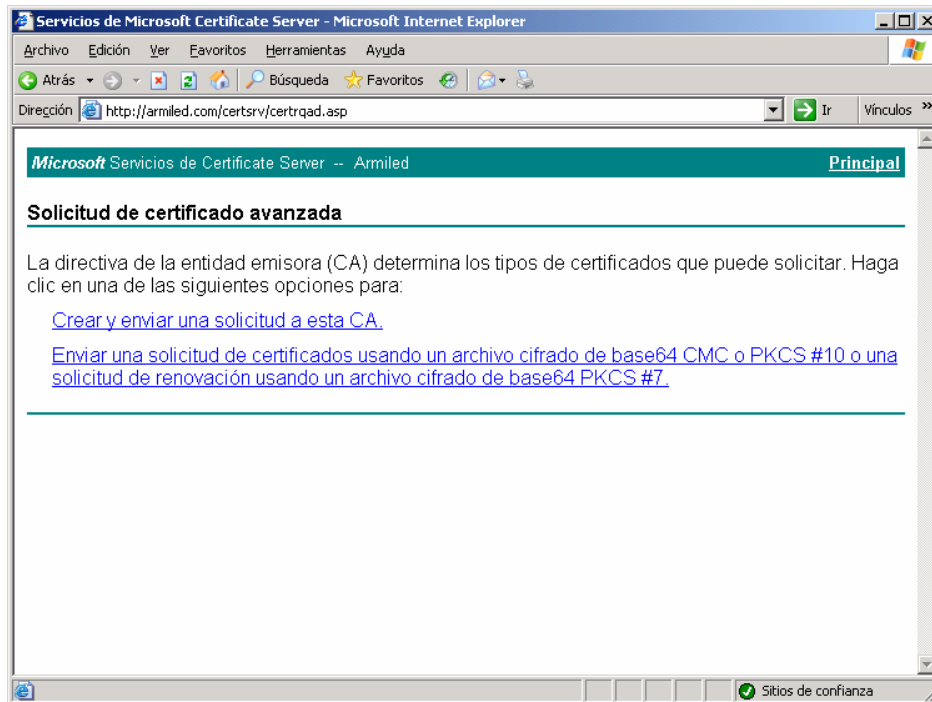 Servicios de Microsoft Certificate Server - Microsoft Internet Explorer
Archivo Edición Ver Favoritos Herramientas Ayuda
Atrás Búsqueda Favoritos
Dirección http://armiled.com/certsrv/certrqad.asp Ir Vínculos »
Microsoft Servicios de Certificate Server -- Armiled Principal
Solicitud de certificado avanzada
La directiva de la entidad emisora (CA) determina los tipos de certificados que puede solicitar. Haga
clic en una de las siguientes opciones para:
Crear y enviar una solicitud a esta CA.
Enviar una solicitud de certificados usando un archivo cifrado de base64 CMC o PKCS #10 o una
solicitud de renovación usando un archivo cifrado de base64 PKCS #7.
Sitios de confianza